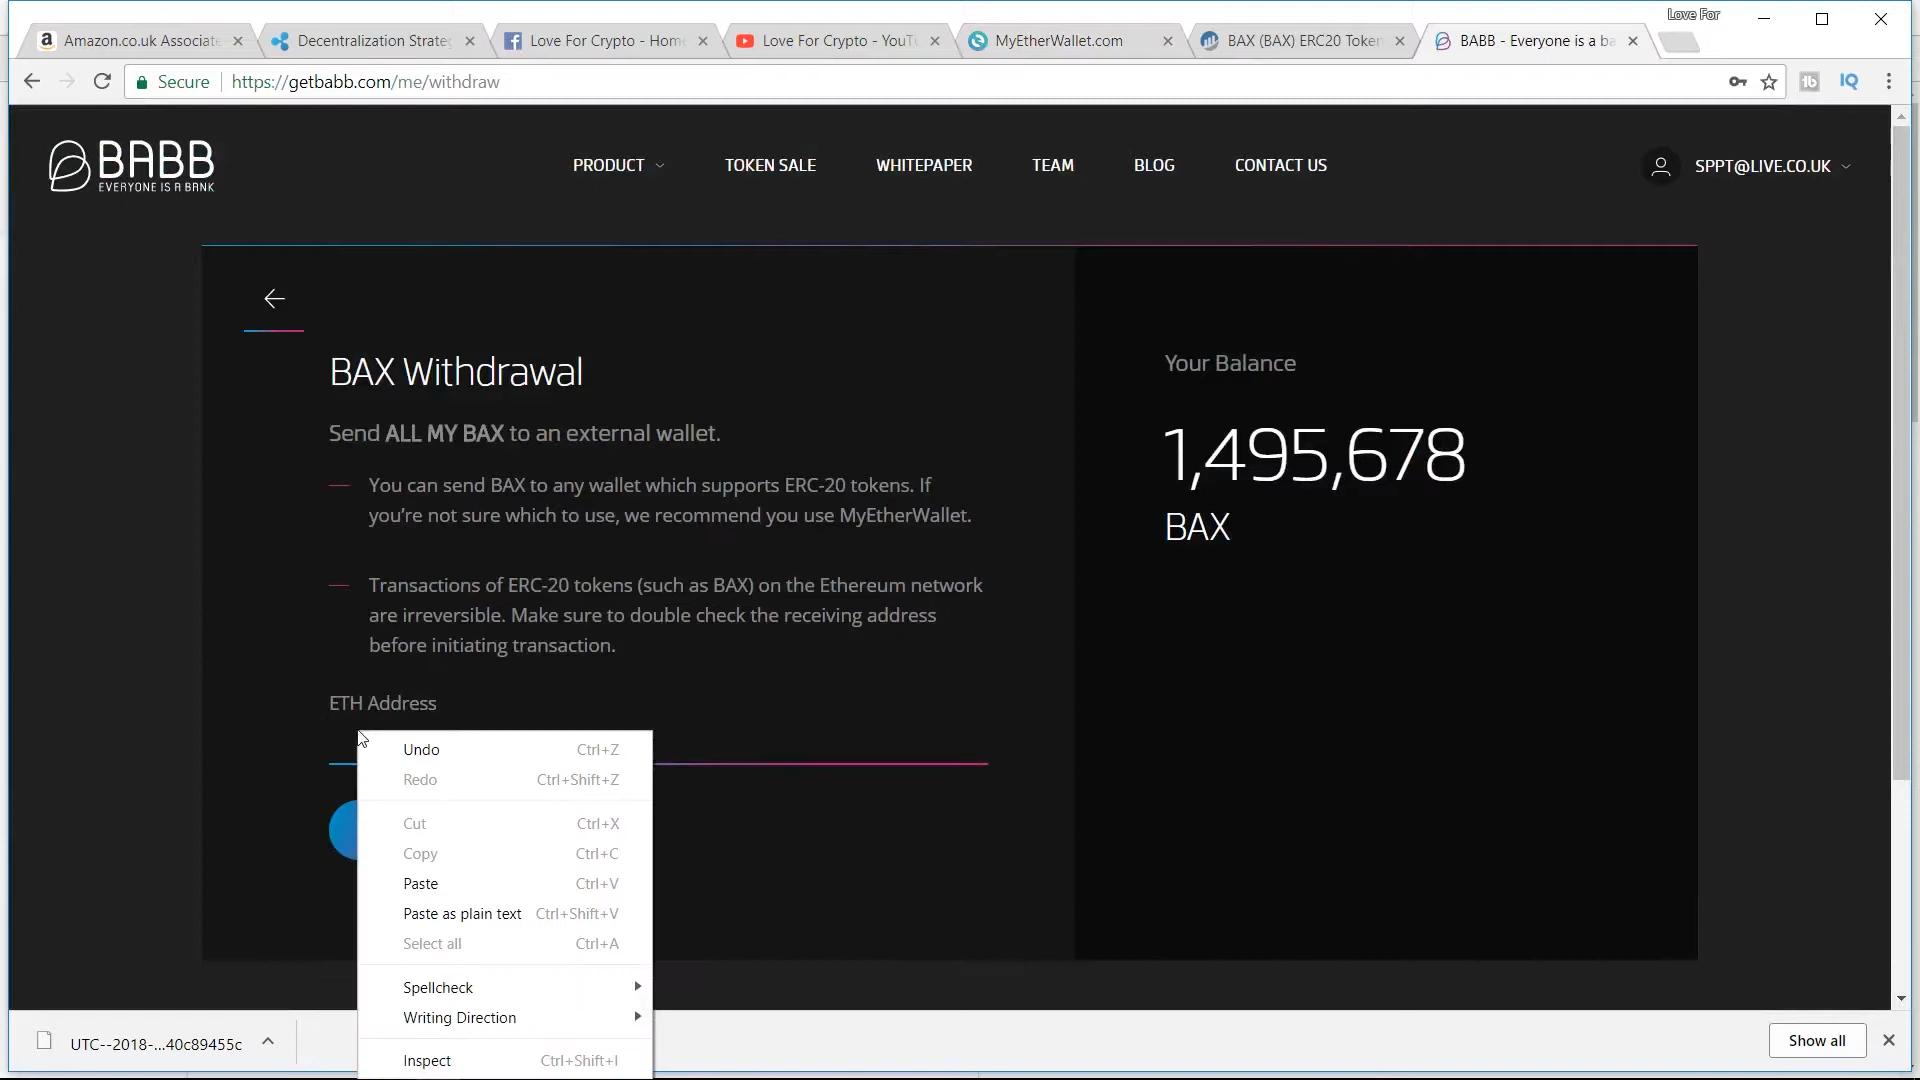 Love For
Amazon.co.uk Associate
Decentralization Strate
Love For Crypto - Home
Love For Crypto - YouT
MyEtherWallet.com
BAX (BAX) ERC20 Token
BABB - Everyone is a ba
Secure
https://getbabb.com/me/withdraw
BABB
EVERYONE IS A BANK
PRODUCT
TOKEN SALE
WHITEPAPER
TEAM
BLOG
CONTACT US
SPPT@LIVE.CO.UK
BAX Withdrawal
Send ALL MY BAX to an external wallet.
You can send BAX to any wallet which supports ERC-20 tokens. If
you're not sure which to use, we recommend you use MyEtherWallet.
Transactions of ERC-20 tokens (such as BAX) on the Ethereum network
are irreversible. Make sure to double check the receiving address
before initiating transaction.
ETH Address
Your Balance
1,495,678
BAX
Undo Ctrl+Z
Redo Ctrl+Shift+Z
Cut Ctrl+X
Copy Ctrl+C
Paste Ctrl+V
Paste as plain text Ctrl+Shift+V
Select all Ctrl+A
Spellcheck
Writing Direction
Inspect Ctrl+Shift+I
UTC--2018-...40c89455c
Show all